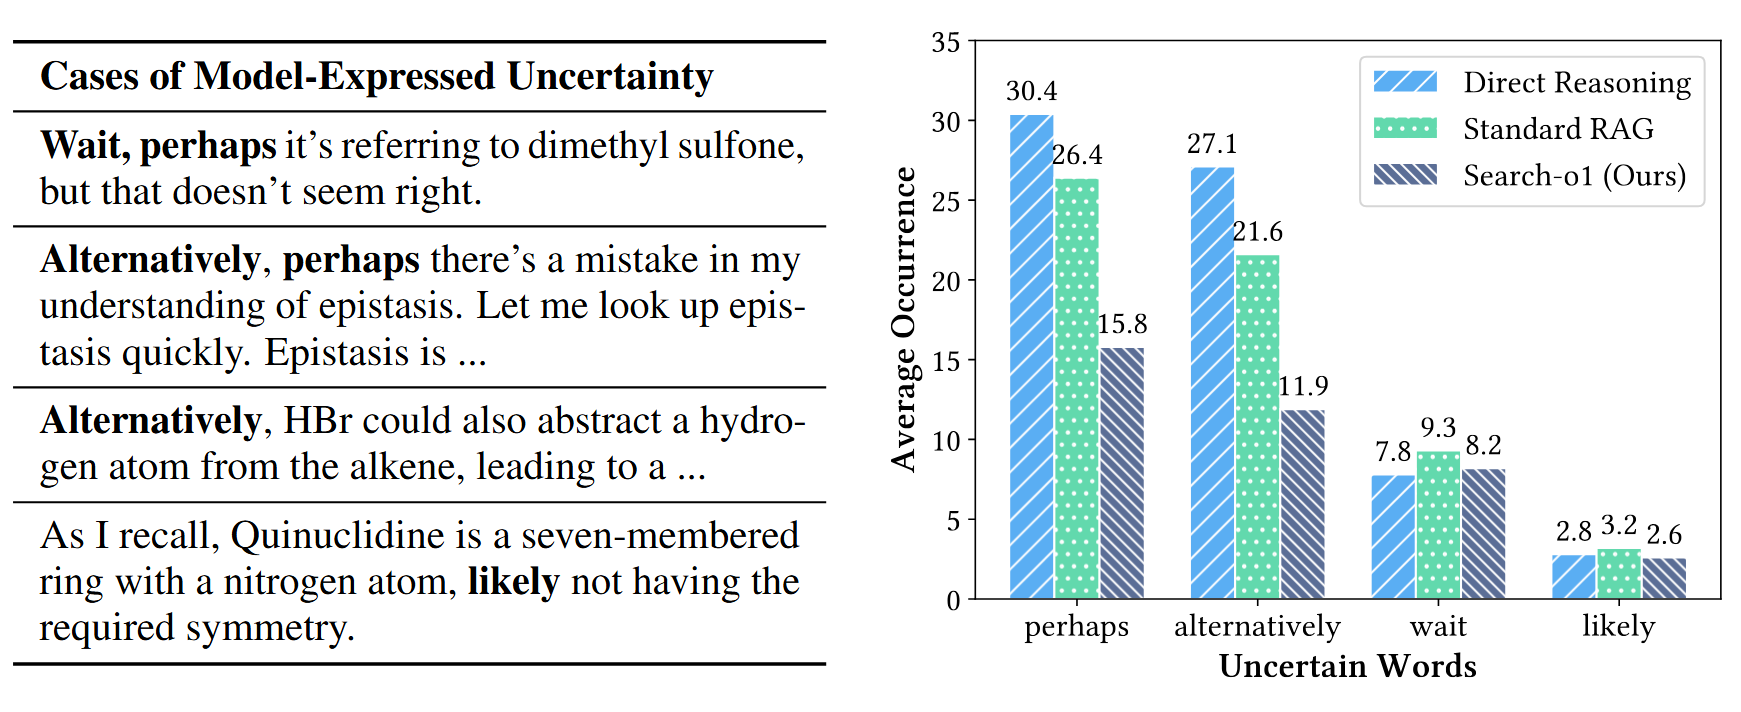 Cases of Model-Expressed Uncertainty
Wait, perhaps it's referring to dimethyl sulfone,
but that doesn't seem right.
Alternatively, perhaps there's a mistake in my
understanding of epistasis. Let me look up epis-
tasis quickly. Epistasis is ...
Alternatively, HBr could also abstract a hydro-
gen atom from the alkene, leading to a ...
As I recall, Quinuclidine is a seven-membered
ring with a nitrogen atom, likely not having the
required symmetry.
Average Occurrence
35
30
25
20
15
10
5
0
Direct Reasoning
Standard RAG
Search-o1 (Ours)
30.4
26.4
15.8
27.1
21.6
11.9
7.8
9.3
8.2
2.8
3.2
2.6
perhaps
alternatively
wait
likely
Uncertain Words